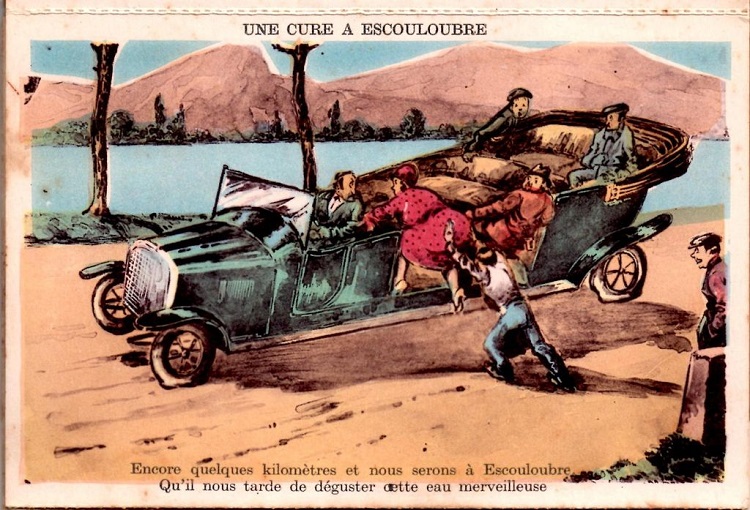 UNE CURE A ESCOULOUBRE
Encore quelques kilomètres et nous serons à Escouloubre
Qu'il nous tarde de déguster cette eau merveilleuse